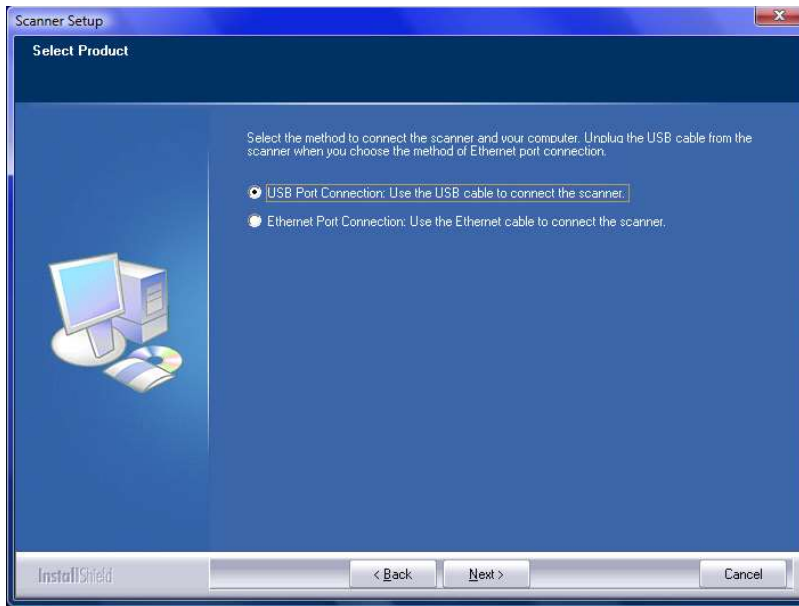 Scanner Setup
Select Product
Select the method to connect the scanner and your computer. Unplug the USB cable from the
scanner when you choose the method of Ethernet port connection.
USB Port Connection: Use the USB cable to connect the scanner.
Ethernet Port Connection: Use the Ethernet cable to connect the scanner.
InstallShield
< Back
Next >
Cancel